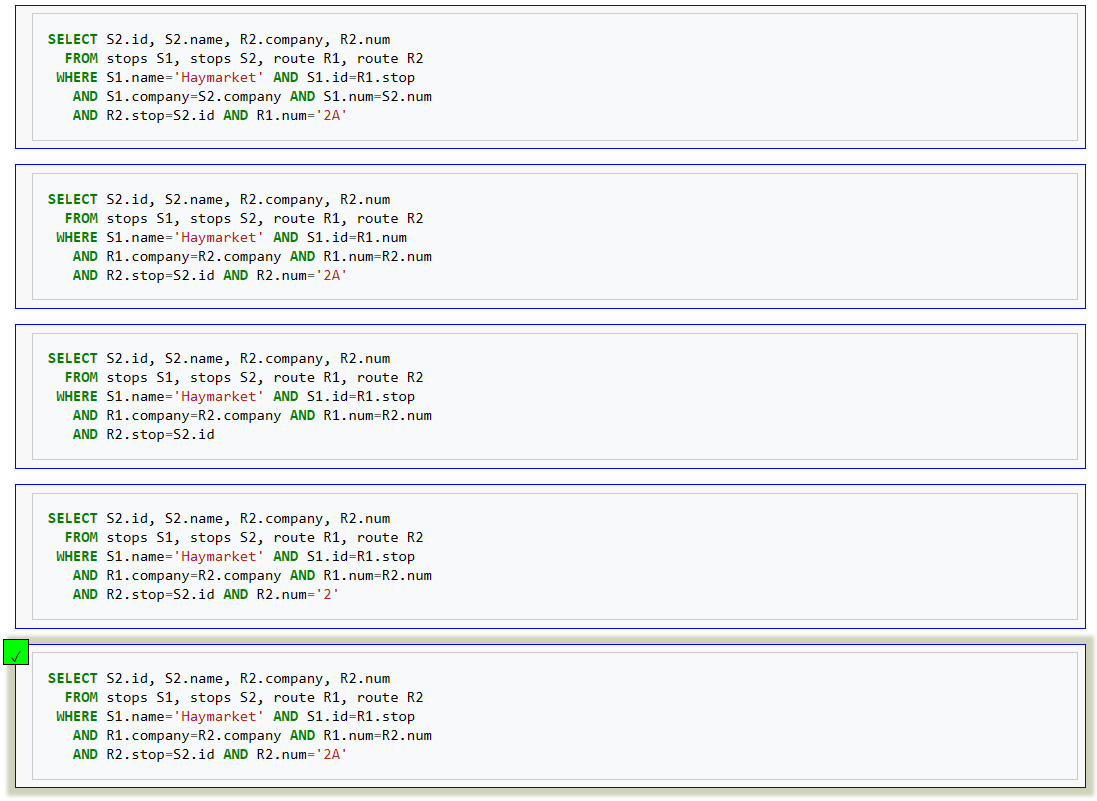 SELECT S2.id, S2.name, R2.company, R2.num
FROM stops S1, stops S2, route R1, route R2
WHERE S1.name='Haymarket' AND S1.id=R1.stop
AND S1.company=S2.company AND S1.num=S2.num
AND R2.stop=S2.id AND R1.num='2A'
SELECT S2.id, S2.name, R2.company, R2.num
FROM stops S1, stops S2, route R1, route R2
WHERE S1.name='Haymarket' AND S1.id=R1.num
AND R1.company=R2.company AND R1.num=R2.num
AND R2.stop=S2.id AND R2.num='2A'
SELECT S2.id, S2.name, R2.company, R2.num
FROM stops S1, stops S2, route R1, route R2
WHERE S1.name='Haymarket' AND S1.id=R1.stop
AND R1.company=R2.company AND R1.num=R2.num
AND R2.stop=S2.id
SELECT S2.id, S2.name, R2.company, R2.num
FROM stops S1, stops S2, route R1, route R2
WHERE S1.name='Haymarket' AND S1.id=R1.stop
AND R1.company=R2.company AND R1.num=R2.num
AND R2.stop=S2.id AND R2.num='2'
✓
SELECT S2.id, S2.name, R2.company, R2.num
FROM stops S1, stops S2, route R1, route R2
WHERE S1.name='Haymarket' AND S1.id=R1.stop
AND R1.company=R2.company AND R1.num=R2.num
AND R2.stop=S2.id AND R2.num='2A'